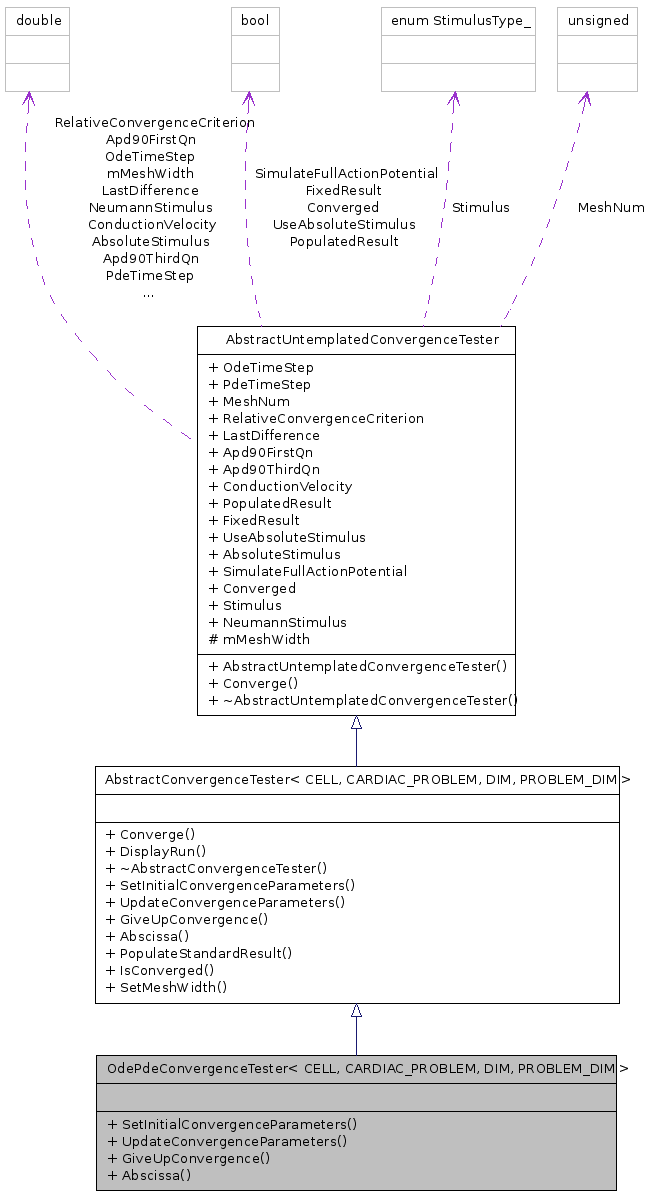 double
bool
enum StimulusType_
unsigned
RelativeConvergenceCriterion
Apd90FirstQn
OdeTimeStep
mMeshWidth
LastDifference
NeumannStimulus
ConductionVelocity
AbsoluteStimulus
Apd90ThirdQn
PdeTimeStep
...
SimulateFullActionPotential
FixedResult
Converged
UseAbsoluteStimulus
PopulatedResult
Stimulus
MeshNum
AbstractUntemplatedConvergenceTester
+ OdeTimeStep
+ PdeTimeStep
+ MeshNum
+ RelativeConvergenceCriterion
+ LastDifference
+ Apd90FirstQn
+ Apd90ThirdQn
+ ConductionVelocity
+ PopulatedResult
+ FixedResult
+ UseAbsoluteStimulus
+ AbsoluteStimulus
+ SimulateFullActionPotential
+ Converged
+ Stimulus
+ NeumannStimulus
# mMeshWidth
+ AbstractUntemplatedConvergenceTester()
+ Converge()
+ ~AbstractUntemplatedConvergenceTester()
AbstractConvergenceTester< CELL, CARDIAC_PROBLEM, DIM, PROBLEM_DIM >
+ Converge()
+ DisplayRun()
+ ~AbstractConvergenceTester()
+ SetInitialConvergenceParameters()
+ UpdateConvergenceParameters()
+ GiveUpConvergence()
+ Abscissa()
+ PopulateStandardResult()
+ IsConverged()
+ SetMeshWidth()
OdePdeConvergenceTester< CELL, CARDIAC_PROBLEM, DIM, PROBLEM_DIM >
+ SetInitialConvergenceParameters()
+ UpdateConvergenceParameters()
+ GiveUpConvergence()
+ Abscissa()